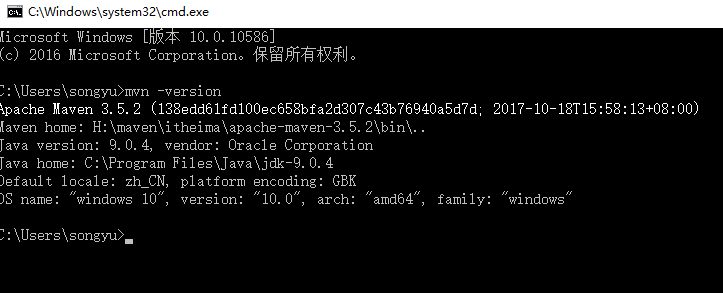 C:\Windows\system32\cmd.exe
Microsoft Windows [版本 10.0.10586]
(c) 2016 Microsoft Corporation。保留所有权利。
C:\Users\songyu>mvn -version
Apache Maven 3.5.2 (138edd61fd100ec658bfa2d307c43b76940a5d7d; 2017-10-18T15:58:13+08:00)
Maven home: H:\maven\itheima\apache-maven-3.5.2\bin\..
Java version: 9.0.4, vendor: Oracle Corporation
Java home: C:\Program Files\Java\jdk-9.0.4
Default locale: zh_CN, platform encoding: GBK
OS name: "windows 10", version: "10.0", arch: "amd64", family: "windows"
C:\Users\songyu>